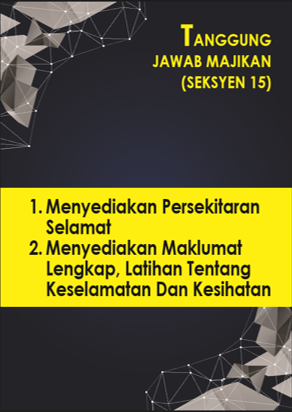 TANGGUNG
JAWAB MAJIKAN
(SEKSYEN 15)
1. Menyediakan Persekitaran
Selamat
2. Menyediakan Maklumat
Lengkap, Latihan Tentang
Keselamatan Dan Kesihatan